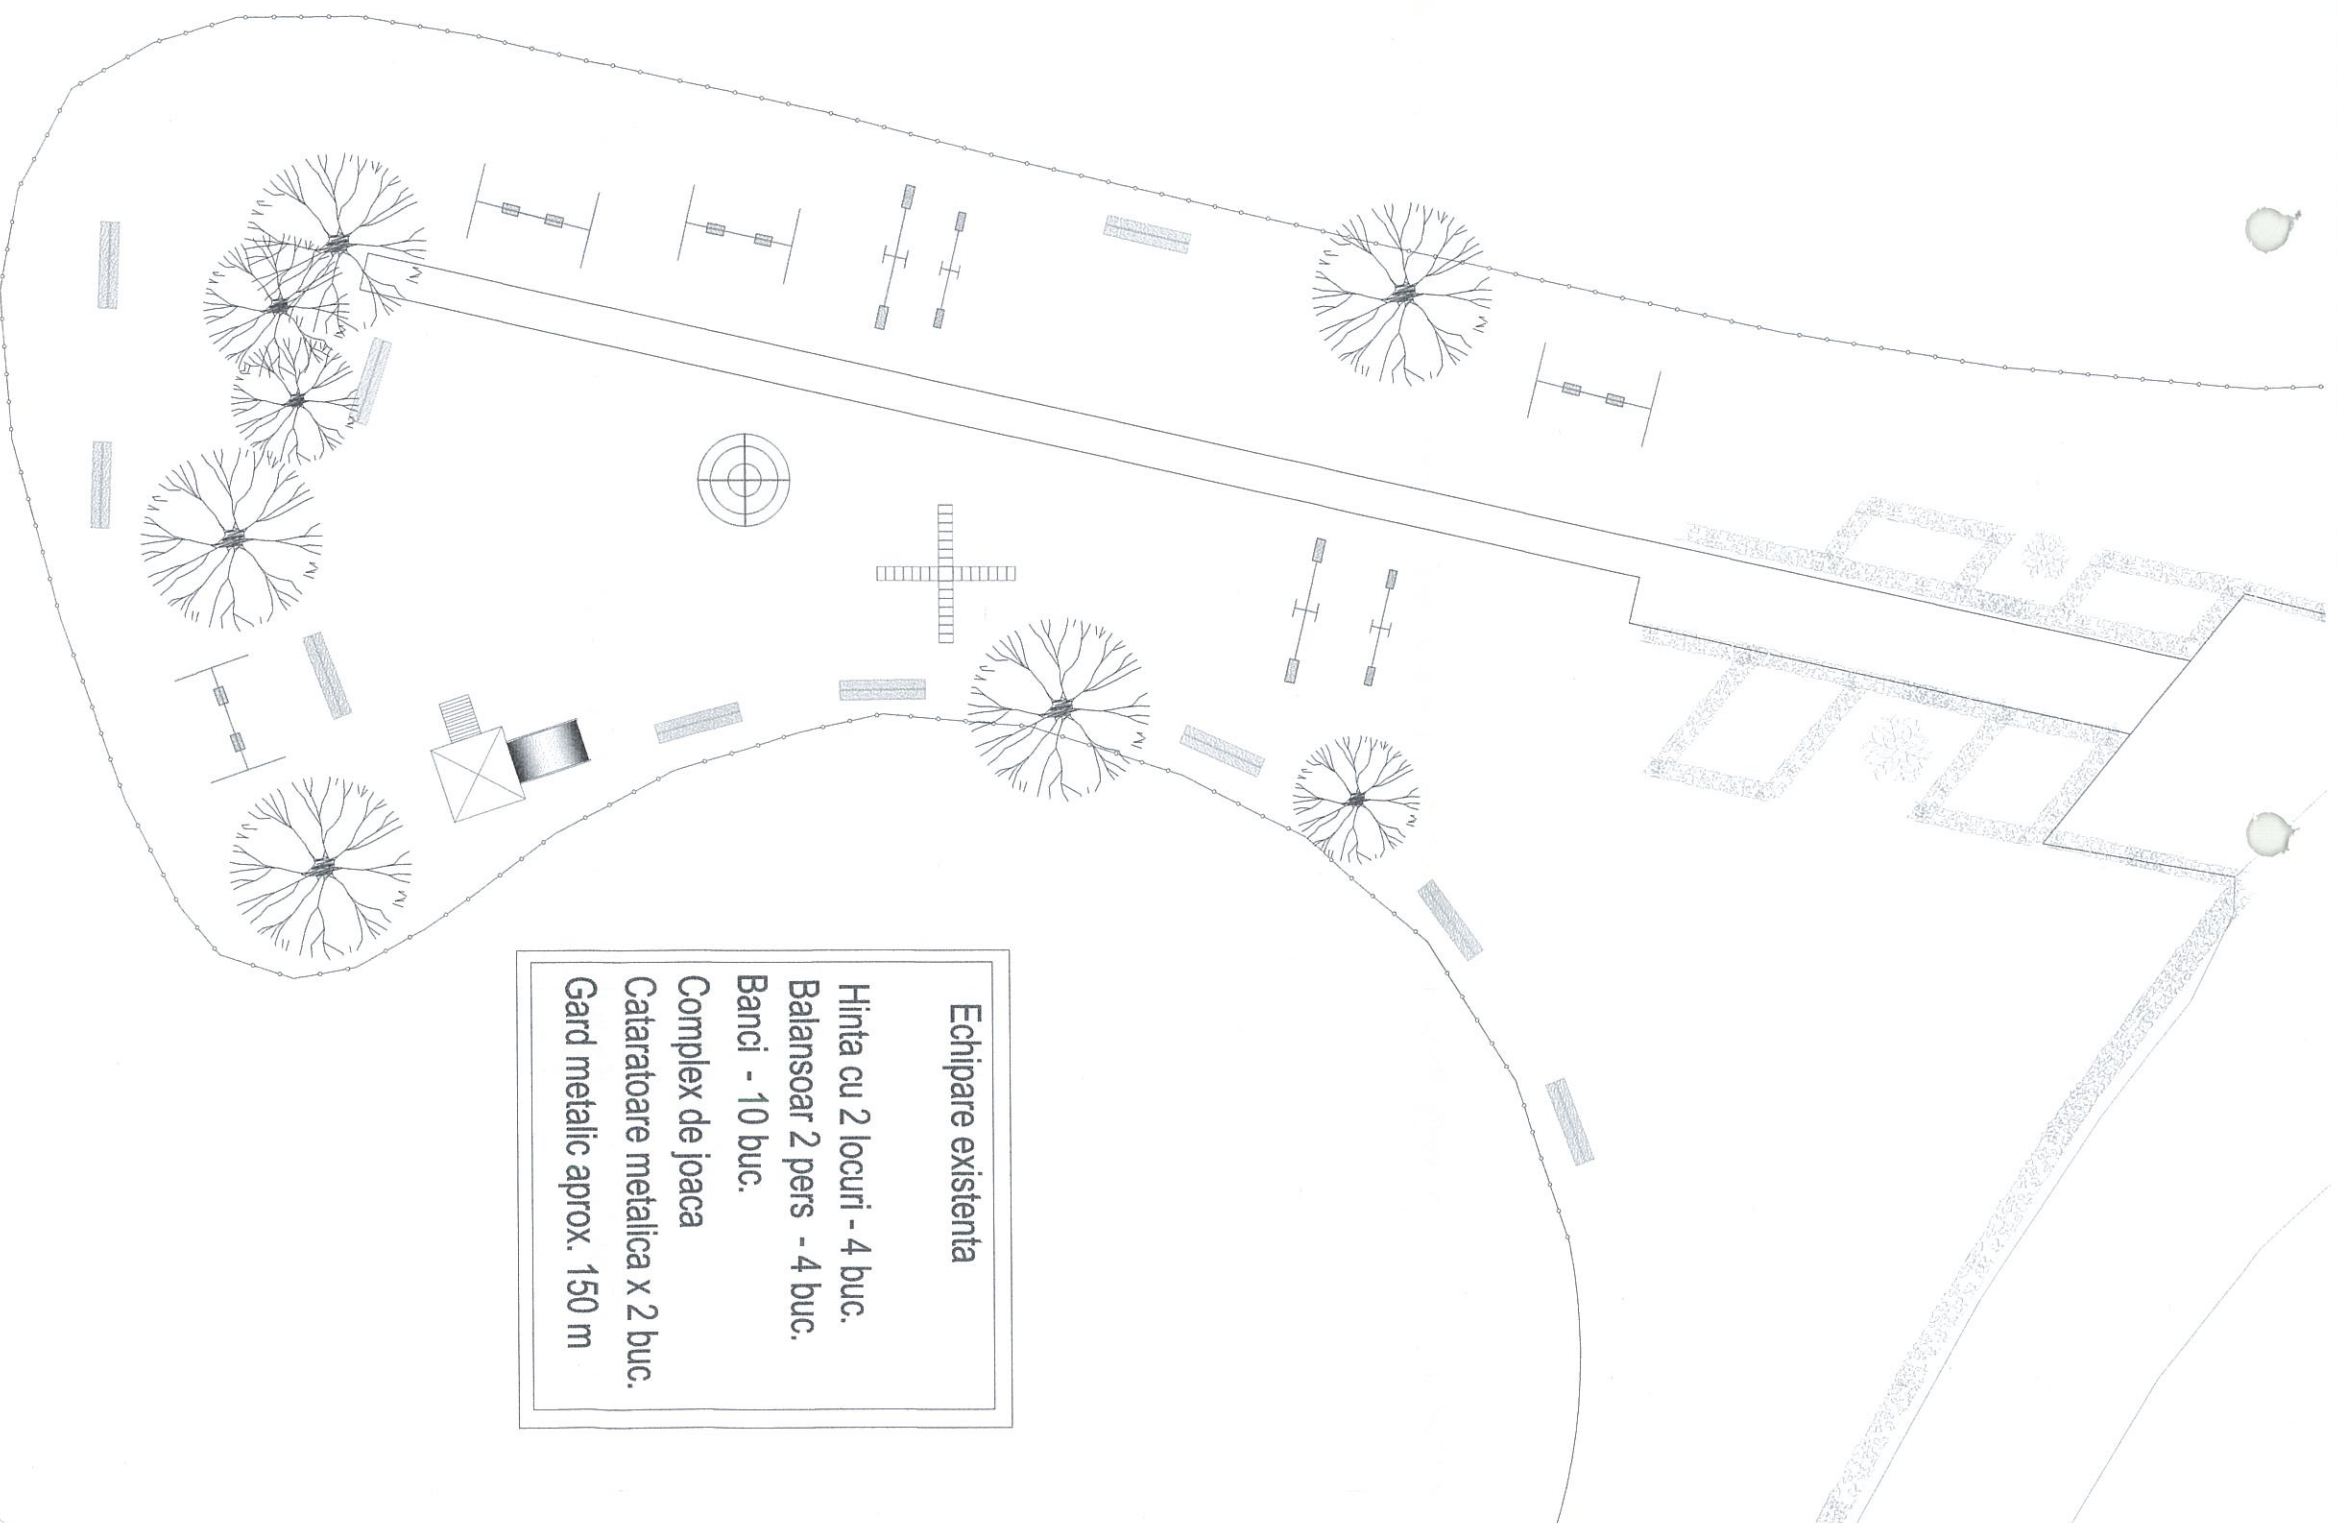 Echipare existenta
Hinta cu 2 locuri - 4 buc.
Balansoar 2 pers - 4 buc.
Banci - 10 buc.
Complex de joaca
Cataratoare metalica x 2 buc.
Gard metalic aprox. 150 m